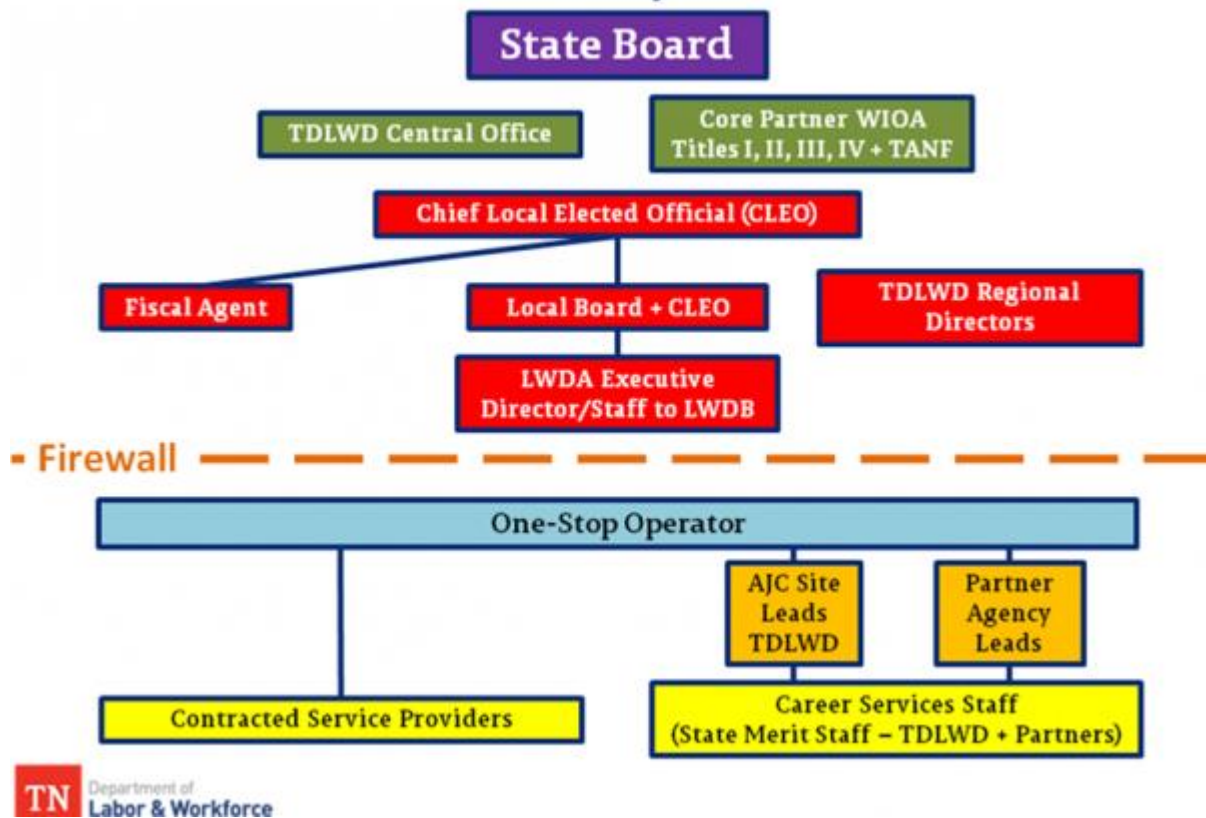 State Board
TDLWD Central Office
Core Partner WIOA
Titles I, II, III, IV + TANF
Chief Local Elected Official (CLEO)
Fiscal Agent
Local Board + CLEO
TDLWD Regional
Directors
LWDA Executive
Director/Staff to LWDB
Firewall
One-Stop Operator
AJC Site
Leads
TDLWD
Partner
Agency
Leads
Contracted Service Providers
Career Services Staff
(State Merit Staff – TDLWD + Partners)
TN
Department of
Labor & Workforce